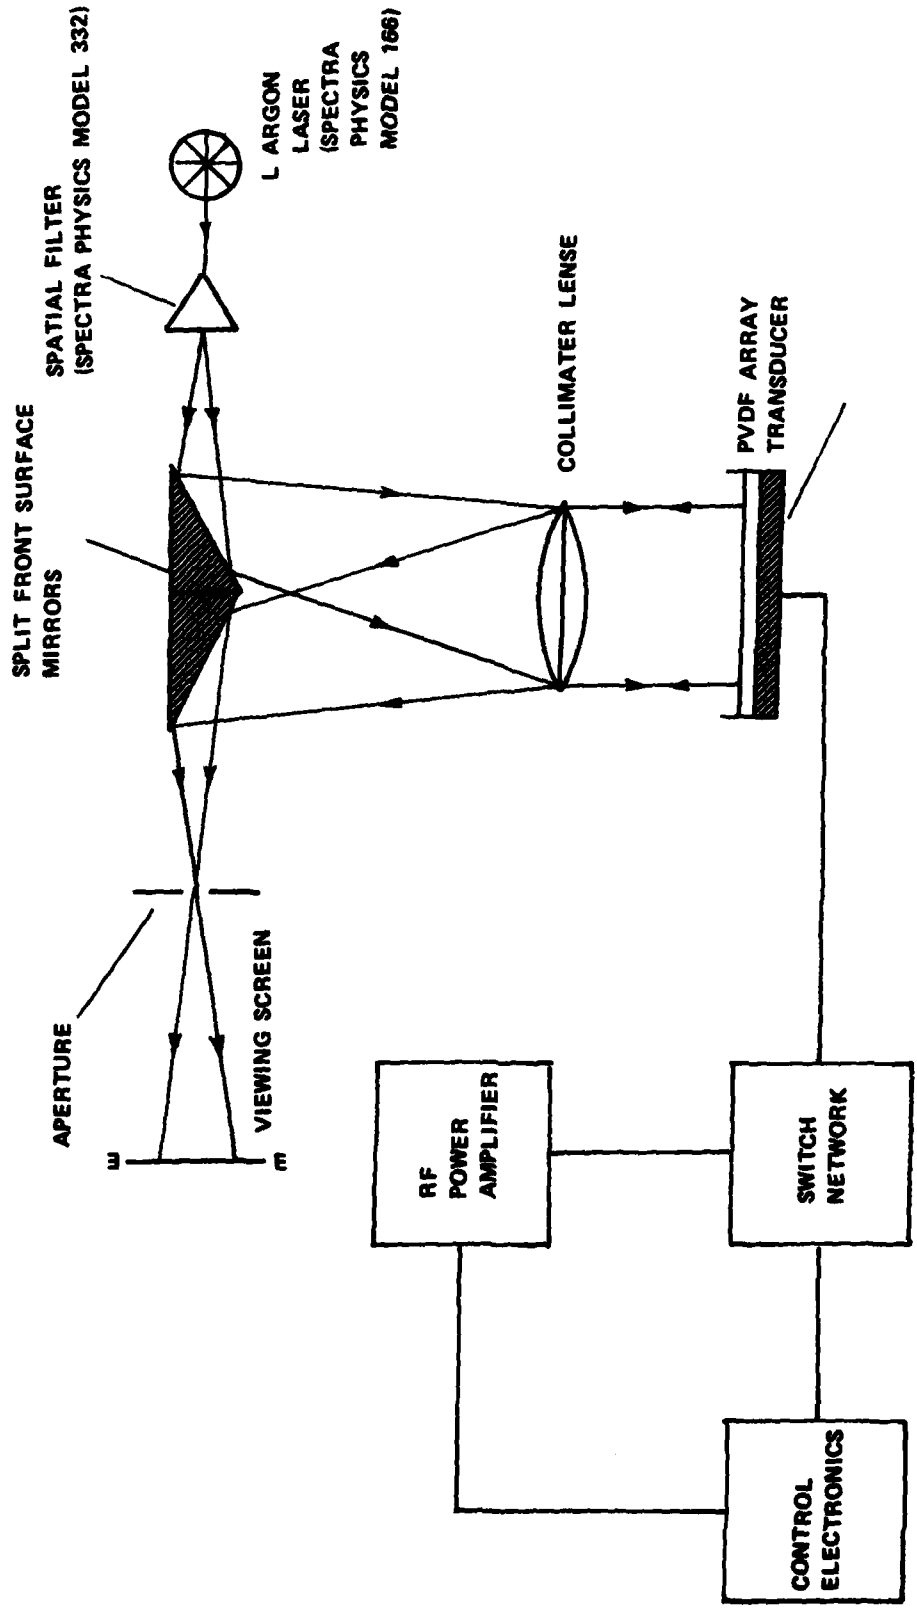 SPATIAL FILTER
(SPECTRA PHYSICS MODEL 332)
L ARGON
LASER
(SPECTRA
PHYSICS
MODEL 166)
SPLIT FRONT SURFACE
MIRRORS
COLLIMATER LENSE
PVDF ARRAY
TRANSDUCER
APERTURE
VIEWING SCREEN
RF
POWER
AMPLIFIER
SWITCH
NETWORK
CONTROL
ELECTRONICS